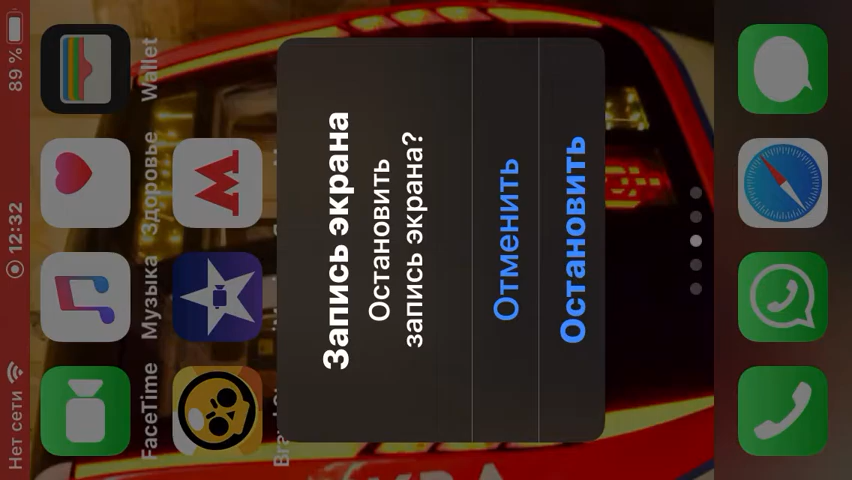 Нет сети 12:32 89 %
FaceTime Музыка Здоровье Wallet
Запись экрана
Остановить
запись экрана?
Отменить
Остановить